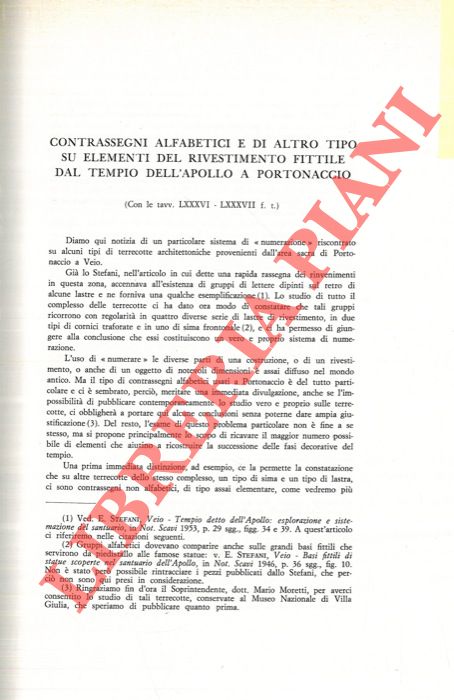 CONTRASSEGNI ALFABETICI E DI ALTRO TIPO
SU ELEMENTI DEL RIVESTIMENTO FITTILE
DAL TEMPIO DELL'APOLLO A PORTONACCIO
(Con le tavv. LXXXVI - LXXXVII f. t.)
Diamo qui notizia di un particolare sistema di « numerazione » riscontrato
su alcuni tipi di terrecotte architettoniche provenienti dall'area sacra di Porto-
naccio a Veio.
Già lo Stefani, nell'articolo in cui dette una rapida rassegna dei rinvenimenti
in questa zona, accennava all'esistenza di gruppi di lettere dipinti sul retro di
alcune lastre e ne forniva una qualche esemplificazione (1). Lo studio di tutto il
complesso delle terrecotte ci ha dato ora modo di constatare che tali gruppi
ricorrono con regolarità in quattro diverse serie di lastre di rivestimento, in due
tipi di cornici traforate e in uno di sima frontonale (2), e ci ha permesso di giun-
gere alla conclusione che essi costituiscono un vero e proprio sistema di nume-
razione.
L'uso di « numerare » le diverse parti di una costruzione, o di un rivesti-
mento, o anche di un oggetto di notevoli dimensioni è assai diffuso nel mondo
antico. Ma il tipo di contrassegni alfabetici di Portonaccio è del tutto parti-
colare e ci è sembrato, perciò, meritare una immediata divulgazione, anche se l'im-
possibilità di pubblicare contemporaneamente lo studio vero e proprio sulle terre-
cotte, ci obbligherà a portare qui alcune conclusioni senza poterne dare ampia giu-
stificazione (3). Del resto, l'esame di questo problema particolare non è fine a se
stesso, ma si propone principalmente lo scopo di ricavare il maggior numero possi-
bile di elementi che aiutino a ricostruire la successione delle fasi decorative del
tempio.
Una prima immediata distinzione, ad esempio, ce la permette la constatazione
che su altre terrecotte dello stesso complesso, un tipo di sima e un tipo di lastra,
ci sono contrassegni non alfabetici, di tipo assai elementare, come vedremo più
(1) Ved. E. STEFANI, Veio - Tempio detto dell'Apollo: esplorazione e siste-
mazione del santuario, in Not. Scavi 1953, p. 29 sgg., figg. 34 e 39. A quest'articolo
ci riferiremo nelle citazioni seguenti.
(2) Gruppi alfabetici dovevano comparire anche sulle grandi basi fittili che
servirono da piedistallo alle famose statue: v. E. STEFANI, Veio - Basi fittili di
statue scoperte nel santuario dell'Apollo, in Not. Scavi 1946, p. 36 sgg., fig. 10.
Non è stato però possibile rintracciare i pezzi pubblicati dallo Stefani, che per-
ciò non sono qui presi in considerazione.
(3) Ringraziamo fin d'ora il Soprintendente, dott. Mario Moretti, per averci
consentito lo studio di tali terrecotte, conservate al Museo Nazionale di Villa
Giulia, che speriamo di pubblicare quanto prima.
LIBRERIA PIANI